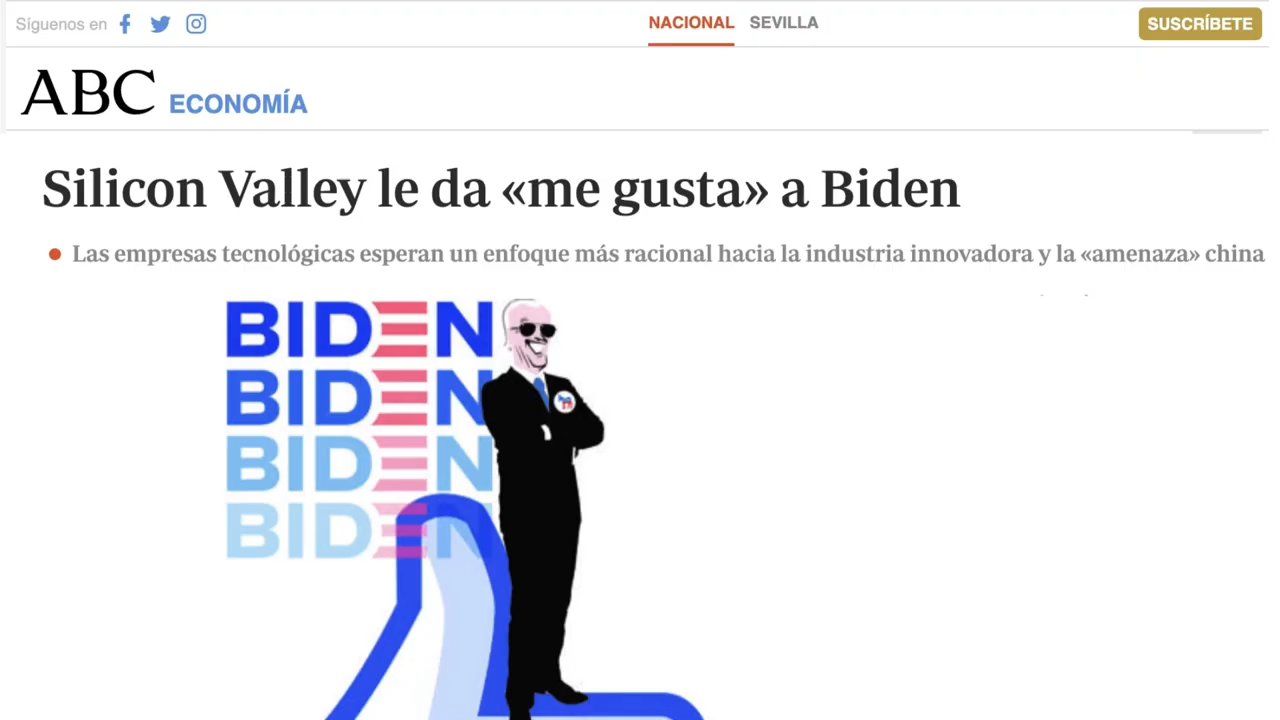 Síguenos en
NACIONAL SEVILLA
SUSCRÍBETE
ABC ECONOMÍA
Silicon Valley le da «me gusta» a Biden
Las empresas tecnológicas esperan un enfoque más racional hacia la industria innovadora y la «amenaza» china
BIDEN
BIDEN
BIDEN
BIDEN